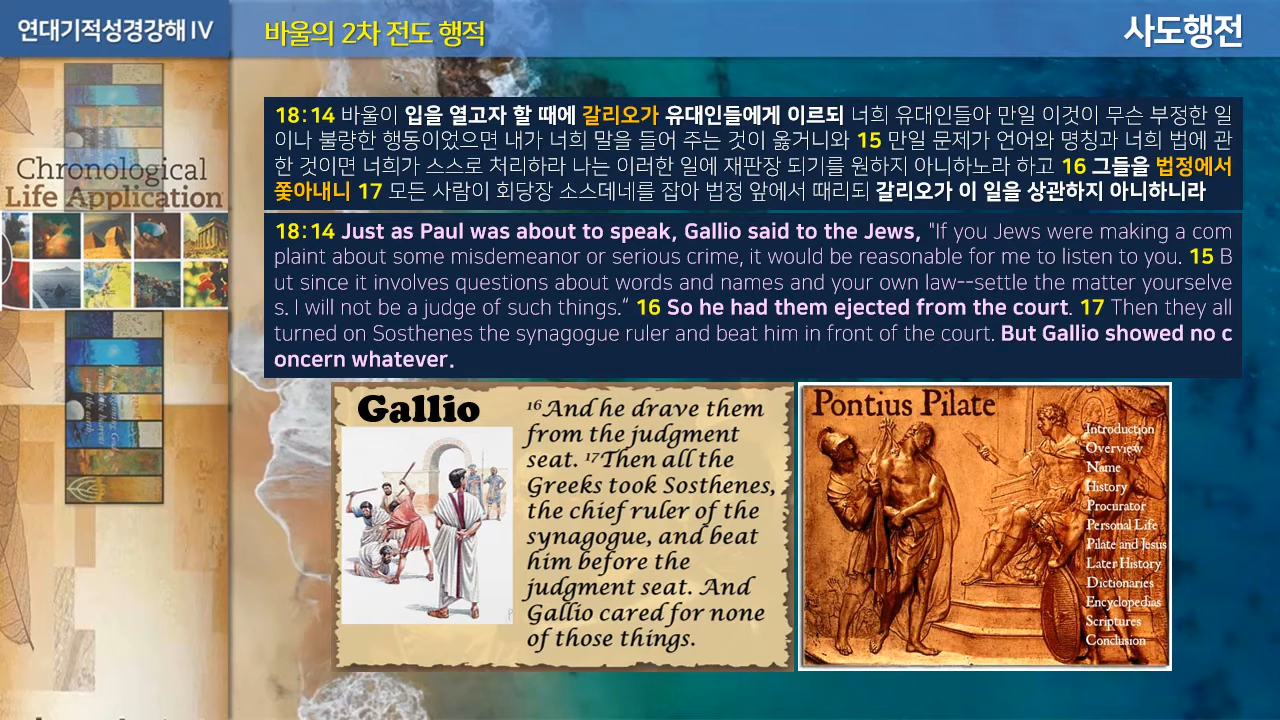 연대기적성경강해 IV
바울의 2차 전도 행적
사도행전
Chronological
Life Application
18:14 바울이 입을 열고자 할 때에 갈리오가 유대인들에게 이르되 너희 유대인들아 만일 이것이 무슨 부정한 일
이나 불량한 행동이었으면 내가 너희 말을 들어 주는 것이 옳거니와 15 만일 문제가 언어와 명칭과 너희 법에 관
한 것이면 너희가 스스로 처리하라 나는 이러한 일에 재판장 되기를 원하지 아니하노라 하고 16 그들을 법정에서
쫓아내니 17 모든 사람이 회당장 소스데네를 잡아 법정 앞에서 때리되 갈리오가 이 일을 상관하지 아니하니라
18:14 Just as Paul was about to speak, Gallio said to the Jews, "If you Jews were making a com
plaint about some misdemeanor or serious crime, it would be reasonable for me to listen to you. 15 B
ut since it involves questions about words and names and your own law--settle the matter yourselve
s. I will not be a judge of such things." 16 So he had them ejected from the court. 17 Then they all
turned on Sosthenes the synagogue ruler and beat him in front of the court. But Gallio showed no c
oncern whatever.
Gallio
16 And he drave them
from the judgment
seat. 17 Then all the
Greeks took Sosthenes,
the chief ruler of the
synagogue, and beat
him before the
judgment seat. And
Gallio cared for none
of those things.
Pontius Pilate
Introduction
Overview
Name
History
Procurator
Personal Life
Pilate and Jesus
Later History
Dictionaries
Encyclopedias
Scriptures
Conclusion